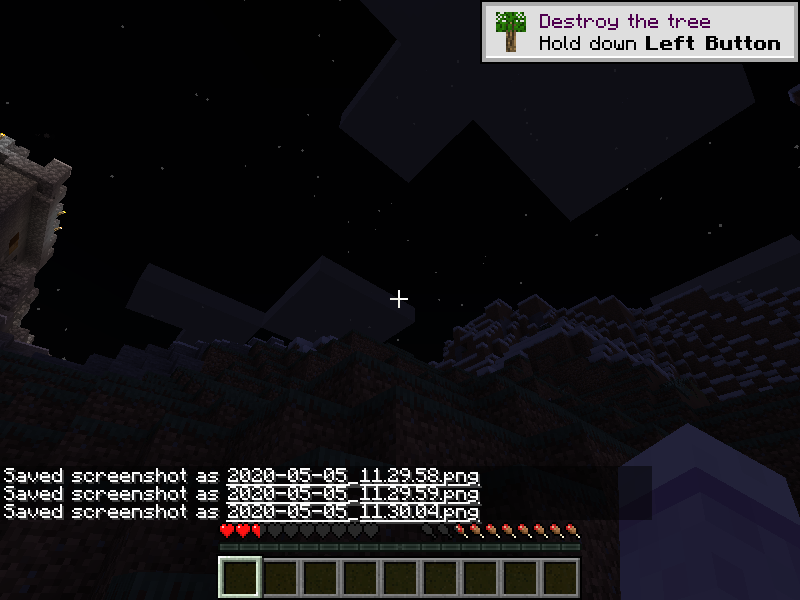 Destroy the tree
Hold down Left Button
Saved screenshot as 2020-05-05_11.29.58.png
Saved screenshot as 2020-05-05_11.29.59.png
Saved screenshot as 2020-05-05_11.30.04.png